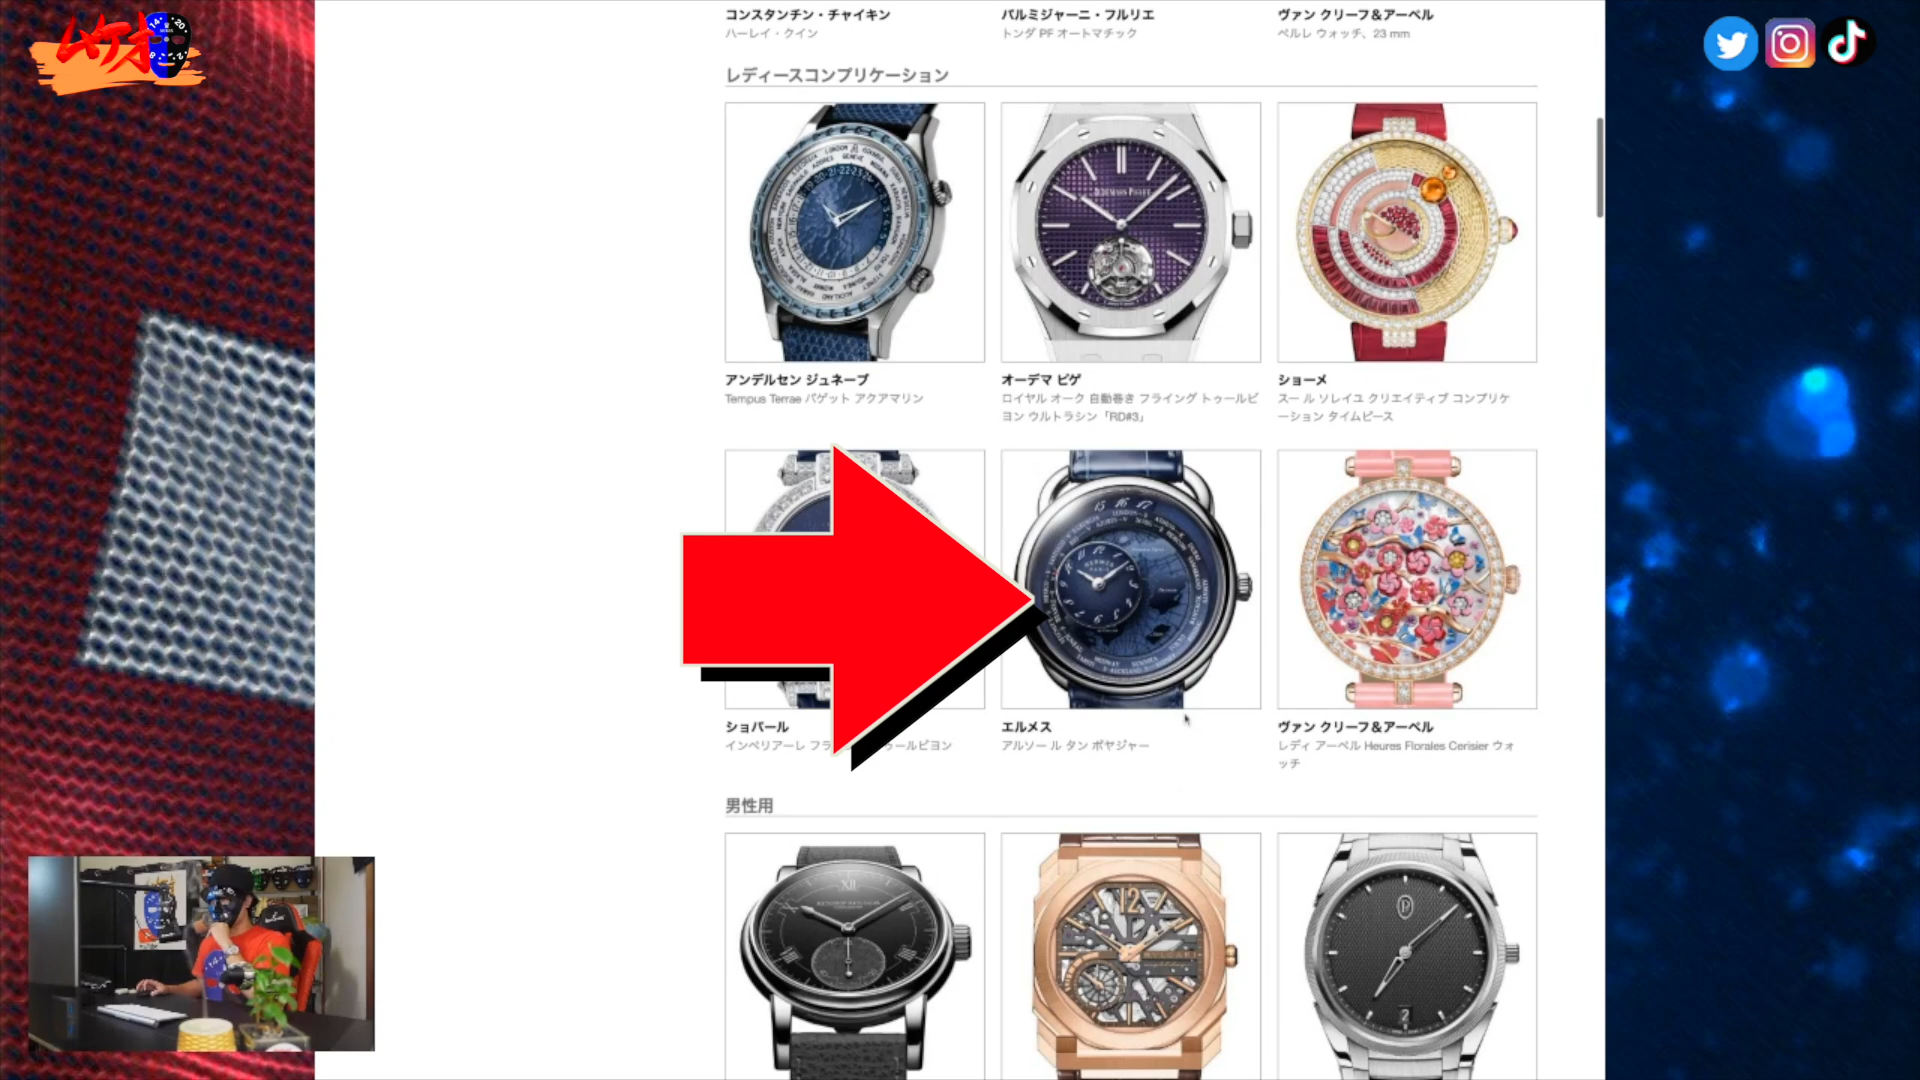 ムケオ
コンスタンチン・チャイキン
ハーレイ・クイン
パルミジャーニ・フルリエ
トンダ PF オートマチック
ヴァン クリーフ＆アーペル
ペルレ ウォッチ、23 mm
レディースコンプリケーション
アンデルセン ジュネーブ
Tempus Terrae バゲット アクアマリン
オーデマ ピゲ
ロイヤル オーク 自動巻き フライング トゥールビ
ヨン ウルトラシン「RD#3」
ショーメ
スー ル ソレイユ クリエイティブ コンプリケ
ーション タイムピース
ショパール
インペリアーレ フラ
ゥールビヨン
エルメス
アルソー ル タン ボヤジャー
ヴァン クリーフ＆アーペル
レディ アーペル Heures Florales Cerisier ウォ
ッチ
男性用